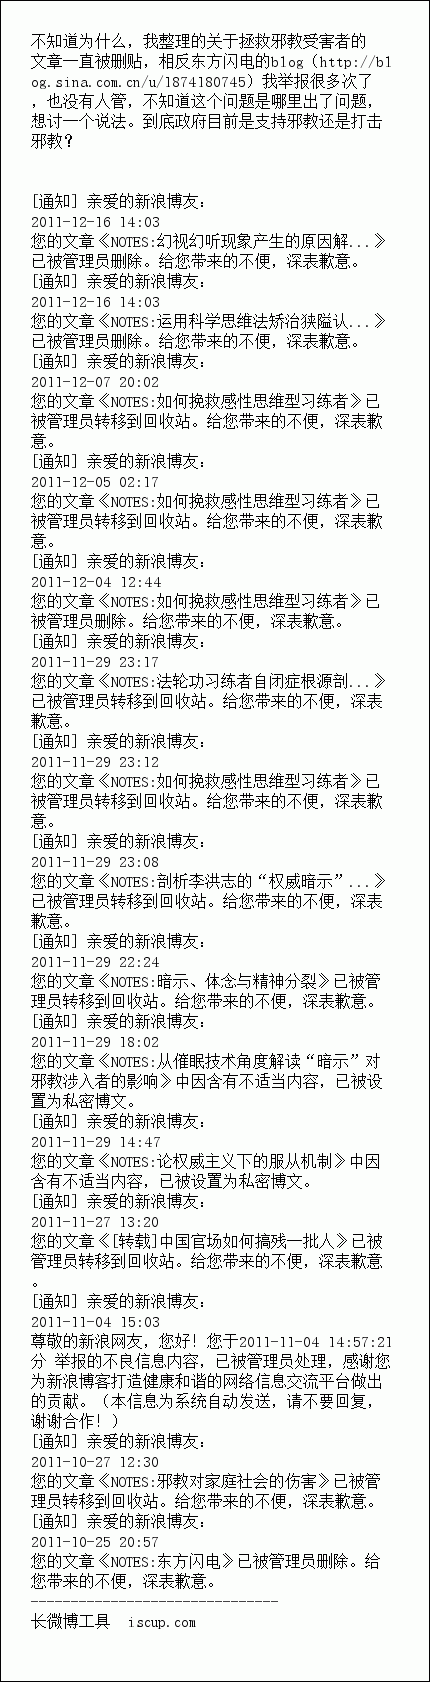 不知道为什么，我整理的关于拯救邪教受害者的
文章一直被删贴，相反东方闪电的blog（http://bl
og.sina.com.cn/u/1874180745）我举报很多次了
，也没有人管，不知道这个问题是哪里出了问题，
想讨一个说法。到底政府目前是支持邪教还是打击
邪教？
[通知] 亲爱的新浪博友：
2011-12-16 14:03
您的文章《NOTES:幻视幻听现象产生的原因解...》
已被管理员删除。给您带来的不便，深表歉意。
[通知] 亲爱的新浪博友：
2011-12-16 14:03
您的文章《NOTES:运用科学思维法矫治狭隘认...》
已被管理员删除。给您带来的不便，深表歉意。
[通知] 亲爱的新浪博友：
2011-12-07 20:02
您的文章《NOTES:如何挽救感性思维型习练者》已
被管理员转移到回收站。给您带来的不便，深表歉
意。
[通知] 亲爱的新浪博友：
2011-12-05 02:17
您的文章《NOTES:如何挽救感性思维型习练者》已
被管理员转移到回收站。给您带来的不便，深表歉
意。
[通知] 亲爱的新浪博友：
2011-12-04 12:44
您的文章《NOTES:如何挽救感性思维型习练者》已
被管理员删除。给您带来的不便，深表歉意。
[通知] 亲爱的新浪博友：
2011-11-29 23:17
您的文章《NOTES:法轮功习练者自闭症根源剖...》
已被管理员转移到回收站。给您带来的不便，深表
歉意。
[通知] 亲爱的新浪博友：
2011-11-29 23:12
您的文章《NOTES:如何挽救感性思维型习练者》已
被管理员转移到回收站。给您带来的不便，深表歉
意。
[通知] 亲爱的新浪博友：
2011-11-29 23:08
您的文章《NOTES:剖析李洪志的“权威暗示”...》
已被管理员转移到回收站。给您带来的不便，深表
歉意。
[通知] 亲爱的新浪博友：
2011-11-29 22:24
您的文章《NOTES:暗示、体念与精神分裂》已被管
理员转移到回收站。给您带来的不便，深表歉意。
[通知] 亲爱的新浪博友：
2011-11-29 18:02
您的文章《NOTES:从催眠技术角度解读“暗示”对
邪教涉入者的影响》中因含有不适当内容，已被设
置为私密博文。
[通知] 亲爱的新浪博友：
2011-11-29 14:47
您的文章《NOTES:论权威主义下的服从机制》中因
含有不适当内容，已被设置为私密博文。
[通知] 亲爱的新浪博友：
2011-11-27 13:20
您的文章《[转载]中国官场如何搞残一批人》已被
管理员转移到回收站。给您带来的不便，深表歉意
。
[通知] 亲爱的新浪博友：
2011-11-04 15:03
尊敬的新浪网友，您好！您于2011-11-04 14:57:21
分 举报的不良信息内容，已被管理员处理，感谢您
为新浪博客打造健康和谐的网络信息交流平台做出
的贡献。（本信息为系统自动发送，请不要回复，
谢谢合作！）
[通知] 亲爱的新浪博友：
2011-10-27 12:30
您的文章《NOTES:邪教对家庭社会的伤害》已被管
理员转移到回收站。给您带来的不便，深表歉意。
[通知] 亲爱的新浪博友：
2011-10-25 20:57
您的文章《NOTES:东方闪电》已被管理员删除。给
您带来的不便，深表歉意。
-------------------------------
长微博工具 iscup.com